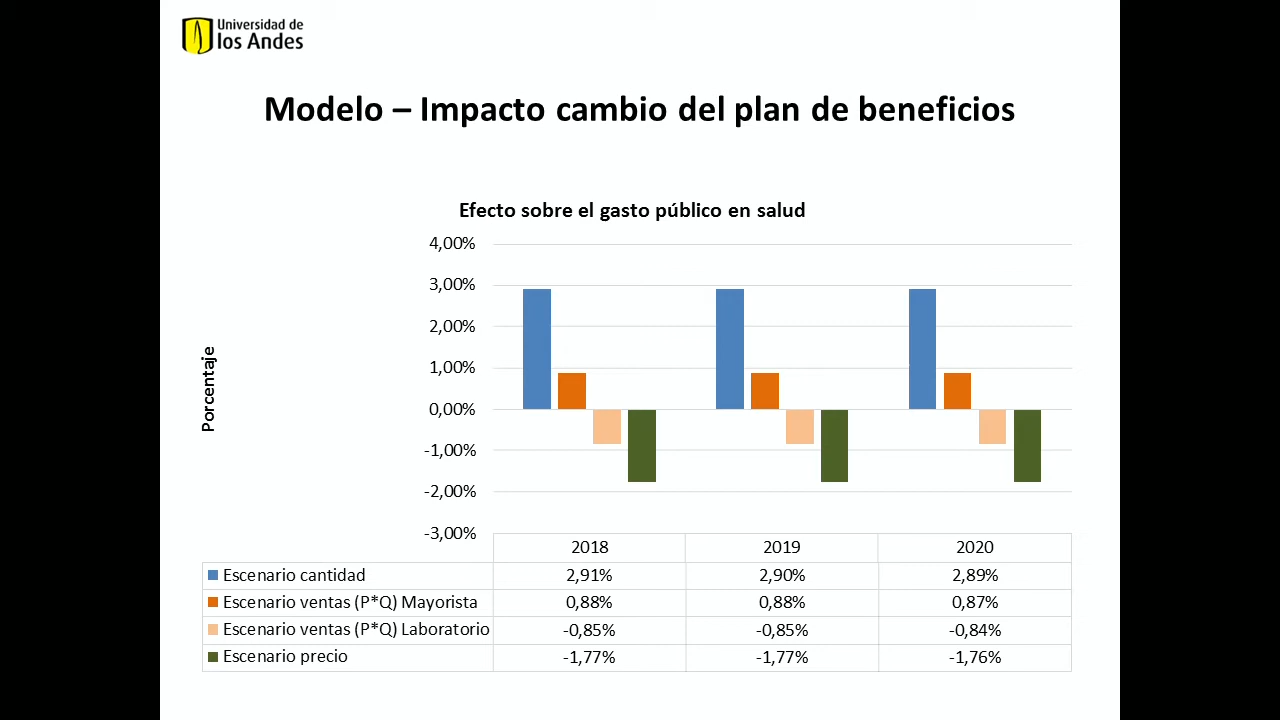 Universidad de
los Andes
Modelo – Impacto cambio del plan de beneficios
Efecto sobre el gasto público en salud
4,00%
3,00%
2,00%
1,00%
0,00%
-1,00%
-2,00%
-3,00%
Porcentaje
2018 2019 2020
Escenario cantidad 2,91% 2,90% 2,89%
Escenario ventas (P*Q) Mayorista 0,88% 0,88% 0,87%
Escenario ventas (P*Q) Laboratorio -0,85% -0,85% -0,84%
Escenario precio -1,77% -1,77% -1,76%